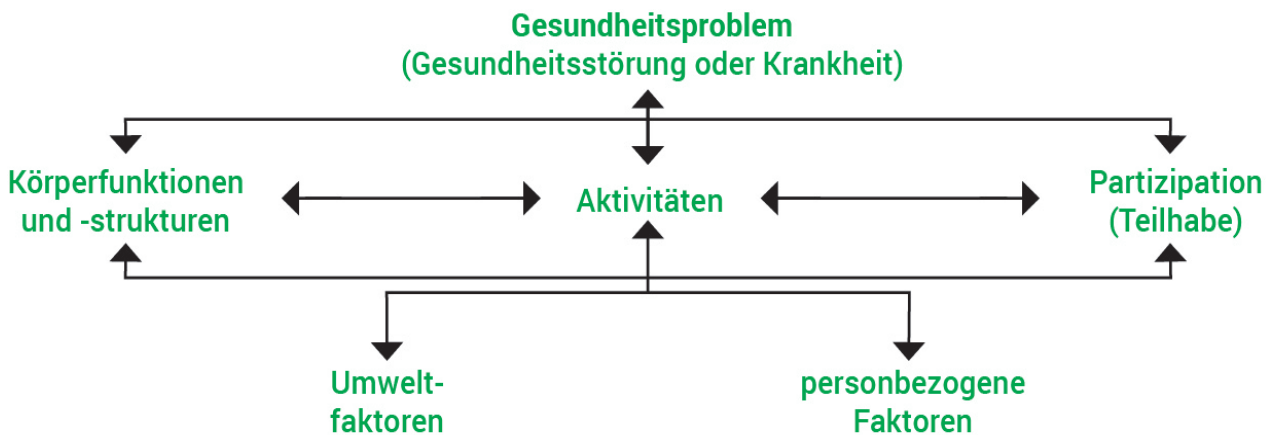 Gesundheitsproblem
(Gesundheitsstörung oder Krankheit)
Körperfunktionen
und -strukturen
Aktivitäten
Partizipation
(Teilhabe)
Umwelt-
faktoren
personbezogene
Faktoren